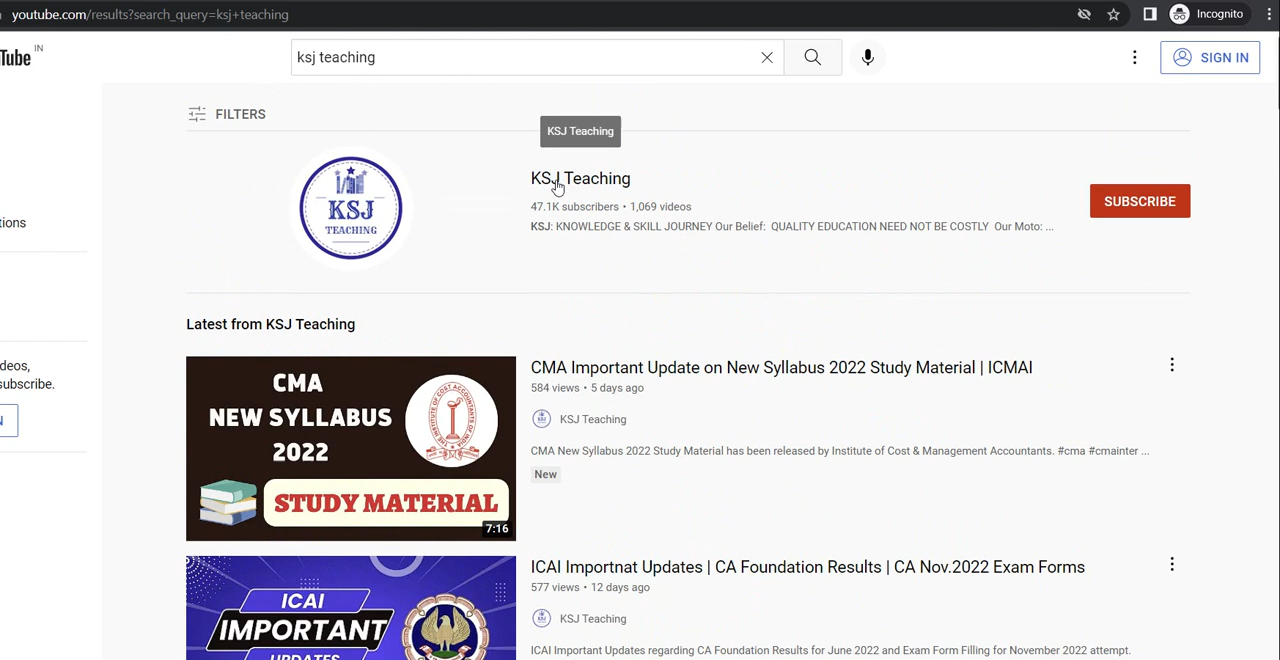 youtube.com/results?search_query=ksj+teaching
Incognito
Tube IN
ksj teaching
SIGN IN
FILTERS
KSJ Teaching
KSJ
TEACHING
KSJ Teaching
47.1K subscribers • 1,069 videos
KSJ: KNOWLEDGE & SKILL JOURNEY Our Belief: QUALITY EDUCATION NEED NOT BE COSTLY Our Moto: ...
SUBSCRIBE
tions
deos,
subscribe.
N
Latest from KSJ Teaching
CMA
NEW SYLLABUS
2022
STUDY MATERIAL
7:16
CMA Important Update on New Syllabus 2022 Study Material | ICMAI
584 views • 5 days ago
KSJ Teaching
CMA New Syllabus 2022 Study Material has been released by Institute of Cost & Management Accountants. #cma #cmainter ...
New
ICAI
IMPORTANT
UPDATES
ICAI Importnat Updates | CA Foundation Results | CA Nov.2022 Exam Forms
577 views • 12 days ago
KSJ Teaching
ICAI Important Updates regarding CA Foundation Results for June 2022 and Exam Form Filling for November 2022 attempt.